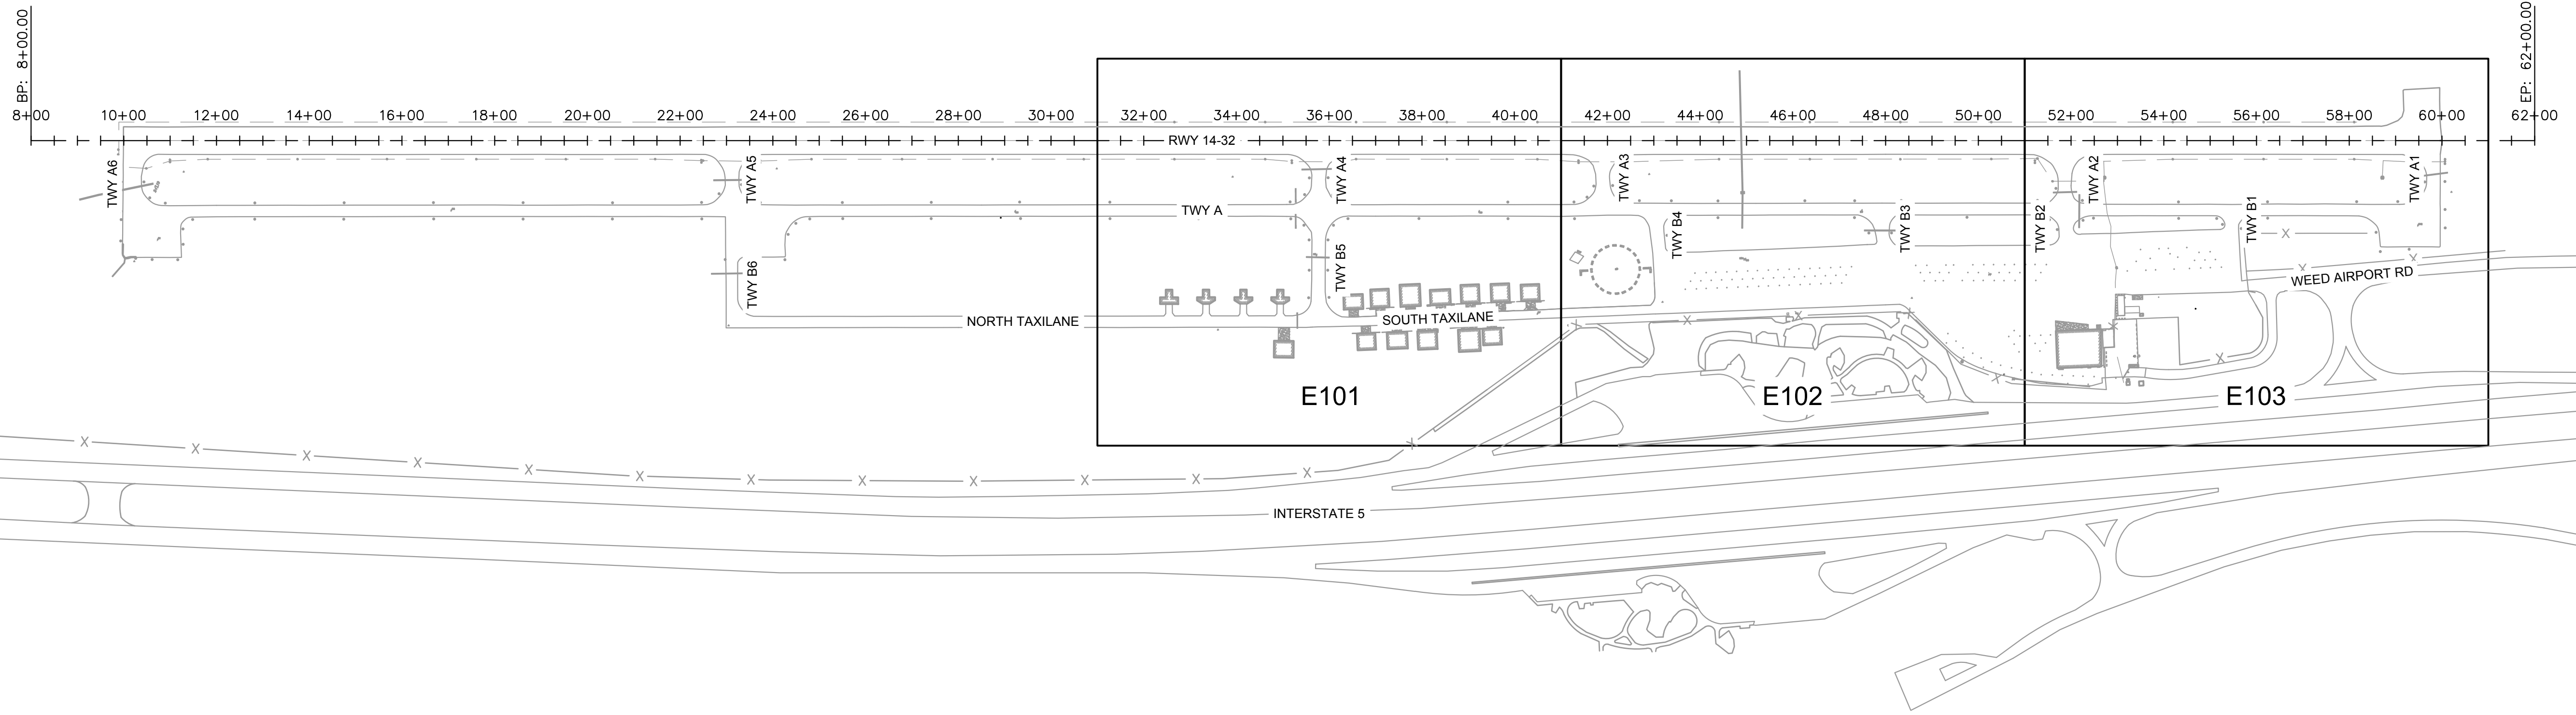 BP: 8+00.00
EP: 62+00.00
8+00 10+00 12+00 14+00 16+00 18+00 20+00 22+00 24+00 26+00 28+00 30+00 32+00 34+00 36+00 38+00 40+00 42+00 44+00 46+00 48+00 50+00 52+00 54+00 56+00 58+00 60+00 62+00
RWY 14-32
TWY A6
TWY A5
TWY A4
TWY A3
TWY A2
TWY A1
TWY A
TWY B6
TWY B5
TWY B4
TWY B3
TWY B2
TWY B1
WEED AIRPORT RD
NORTH TAXILANE
SOUTH TAXILANE
E101
E102
E103
INTERSTATE 5